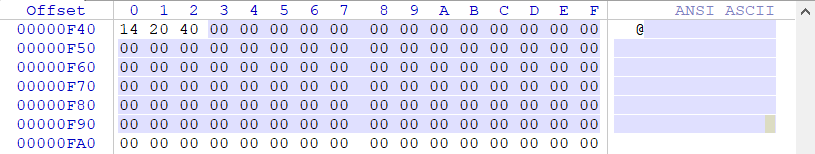 Offset 0 1 2 3 4 5 6 7 8 9 A B C D E F ANSI ASCII
00000F40 14 20 40 00 00 00 00 00 00 00 00 00 00 00 00 00 @
00000F50 00 00 00 00 00 00 00 00 00 00 00 00 00 00 00 00
00000F60 00 00 00 00 00 00 00 00 00 00 00 00 00 00 00 00
00000F70 00 00 00 00 00 00 00 00 00 00 00 00 00 00 00 00
00000F80 00 00 00 00 00 00 00 00 00 00 00 00 00 00 00 00
00000F90 00 00 00 00 00 00 00 00 00 00 00 00 00 00 00 00
00000FA0 00 00 00 00 00 00 00 00 00 00 00 00 00 00 00 00